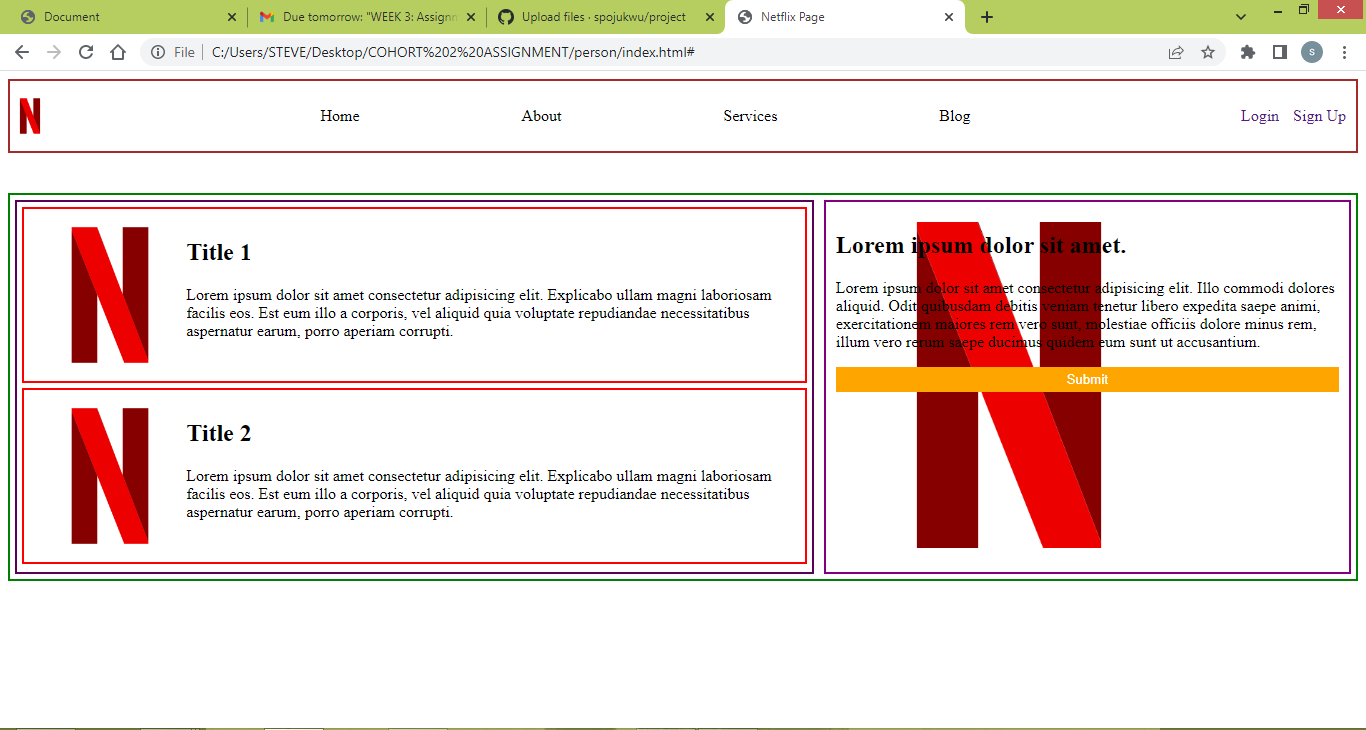 Document
Due tomorrow: "WEEK 3: Assignm
Upload files · spojukwu/project
Netflix Page
File
C:/Users/STEVE/Desktop/COHORT%202%20ASSIGNMENT/person/index.html#
S
N
Home
About
Services
Blog
Login
Sign Up
N
Title 1
Lorem ipsum dolor sit amet consectetur adipisicing elit. Explicabo ullam magni laboriosam
facilis eos. Est eum illo a corporis, vel aliquid quia voluptate repudiandae necessitatibus
aspernatur earum, porro aperiam corrupti.
N
Title 2
Lorem ipsum dolor sit amet consectetur adipisicing elit. Explicabo ullam magni laboriosam
facilis eos. Est eum illo a corporis, vel aliquid quia voluptate repudiandae necessitatibus
aspernatur earum, porro aperiam corrupti.
N
Lorem ipsum dolor sit amet.
Lorem ipsum dolor sit amet consectetur adipisicing elit. Illo commodi dolores
aliquid. Odit quibusdam debitis veniam tenetur libero expedita saepe animi,
exercitationem maiores rem vero sunt, molestiae officiis dolore minus rem,
illum vero rerum saepe ducimus quidem eum sunt ut accusantium.
Submit